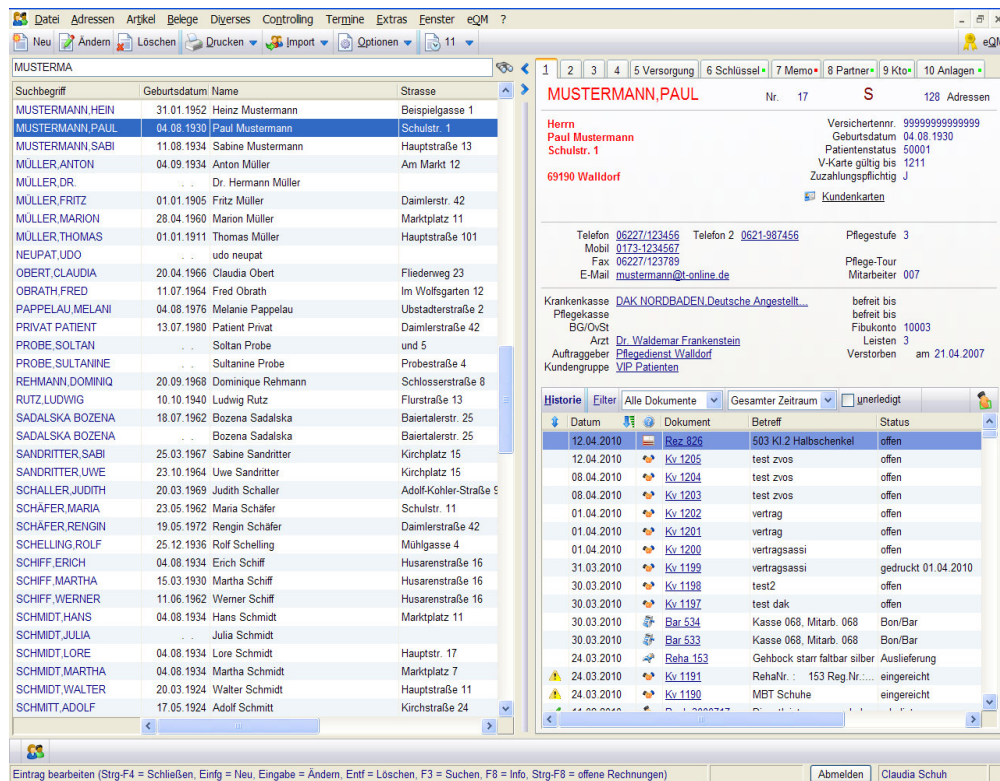 Datei Adressen Artikel Belege Diverses Controlling Termine Extras Fenster eQM ?
Neu Ändern Löschen Drucken Import Optionen 11 eQM
MUSTERMA
Suchbegriff Geburtsdatum Name Strasse
MUSTERMANN,HEIN 31.01.1952 Heinz Mustermann Beispielgasse 1
MUSTERMANN,PAUL 04.08.1930 Paul Mustermann Schulstr. 1
MUSTERMANN,SABI 11.08.1934 Sabine Mustermann Hauptstraße 13
MÜLLER,ANTON 04.09.1934 Anton Müller Am Markt 12
MÜLLER,DR. . . Dr. Hermann Müller
MÜLLER,FRITZ 01.01.1905 Fritz Müller Daimlerstr. 42
MÜLLER,MARION 28.04.1960 Marion Müller Marktplatz 11
MÜLLER,THOMAS 01.01.1911 Thomas Müller Hauptstraße 101
NEUPAT,UDO . . udo neupat
OBERT,CLAUDIA 20.04.1966 Claudia Obert Fliederweg 23
OBRATH,FRED 11.07.1964 Fred Obrath Im Wolfsgarten 12
PAPPELAU,MELANI 04.08.1976 Melanie Pappelau Ubstadterstraße 2
PRIVAT PATIENT 13.07.1980 Patient Privat Daimlerstraße 42
PROBE,SOLTAN . . Soltan Probe und 5
PROBE,SULTANINE . . Sultanine Probe Probestraße 4
REHMANN,DOMINIQ 20.09.1968 Dominique Rehmann Schlosserstraße 8
RUTZ,LUDWIG 10.10.1940 Ludwig Rutz Flurstraße 13
SADALSKA BOZENA 18.07.1962 Bozena Sadalska Baiertalerstr. 25
SADALSKA BOZENA . . Bozena Sadalska Baiertalerstr. 25
SANDRITTER,SABI 25.03.1967 Sabine Sandritter Kirchplatz 15
SANDRITTER,UWE 23.10.1964 Uwe Sandritter Kirchplatz 15
SCHALLER,JUDITH 20.03.1969 Judith Schaller Adolf-Kohler-Straße 9
SCHÄFER,MARIA 23.05.1962 Maria Schäfer Schulstr. 11
SCHÄFER,RENGIN 19.05.1972 Rengin Schäfer Daimlerstraße 42
SCHELLING,ROLF 25.12.1936 Rolf Schelling Mühlgasse 4
SCHIFF,ERICH 04.08.1934 Erich Schiff Husarenstraße 16
SCHIFF,MARTHA 15.03.1930 Martha Schiff Husarenstraße 16
SCHIFF,WERNER 11.06.1962 Werner Schiff Husarenstraße 16
SCHMIDT,HANS 04.08.1934 Hans Schmidt Marktplatz 11
SCHMIDT,JULIA . . Julia Schmidt
SCHMIDT,LORE 04.08.1934 Lore Schmidt Hauptstr. 17
SCHMIDT,MARTHA 04.08.1934 Martha Schmidt Marktplatz 7
SCHMIDT,WALTER 20.03.1924 Walter Schmidt Hauptstraße 11
SCHMITT,ADOLF 17.05.1924 Adolf Schmitt Kirchstraße 24
1 2 3 4 5 Versorgung 6 Schlüssel 7 Memo 8 Partner 9 Kto 10 Anlagen
MUSTERMANN,PAUL Nr. 17 S 128 Adressen
Herrn Versichertennr. 99999999999999
Paul Mustermann Geburtsdatum 04.08.1930
Schulstr. 1 Patientenstatus 50001
V-Karte gültig bis 1211
69190 Walldorf Zuzahlungspflichtig J
Kundenkarten
Telefon 06227/123456 Telefon 2 0621-987456 Pflegestufe 3
Mobil 0173-1234567
Fax 06227/123789 Pflege-Tour
E-Mail mustermann@t-online.de Mitarbeiter 007
Krankenkasse DAK NORDBADEN,Deutsche Angestellt... befreit bis
Pflegekasse befreit bis
BG/OvSt Fibukonto 10003
Arzt Dr. Waldemar Frankenstein Leisten 3
Auftraggeber Pflegedienst Walldorf Verstorben am 21.04.2007
Kundengruppe VIP Patienten
Historie Filter Alle Dokumente Gesamter Zeitraum unerledigt
Datum Dokument Betreff Status
12.04.2010 Rez 826 503 Kl.2 Halbschenkel offen
12.04.2010 Kv 1205 test zvos offen
08.04.2010 Kv 1204 test zvos offen
08.04.2010 Kv 1203 test zvos offen
01.04.2010 Kv 1202 vertrag offen
01.04.2010 Kv 1201 vertrag offen
01.04.2010 Kv 1200 vertragsassi offen
31.03.2010 Kv 1199 vertragsassi gedruckt 01.04.2010
30.03.2010 Kv 1198 test2 offen
30.03.2010 Kv 1197 test dak offen
30.03.2010 Bar 534 Kasse 068, Mitarb. 068 Bon/Bar
30.03.2010 Bar 533 Kasse 068, Mitarb. 068 Bon/Bar
24.03.2010 Reha 153 Gehbock starr faltbar silber Auslieferung
24.03.2010 Kv 1191 RehaNr. : 153 Reg.Nr.:... eingereicht
24.03.2010 Kv 1190 MBT Schuhe eingereicht
Eintrag bearbeiten (Strg-F4 = Schließen, Einfg = Neu, Eingabe = Ändern, Entf = Löschen, F3 = Suchen, F8 = Info, Strg-F8 = offene Rechnungen) Abmelden Claudia Schuh